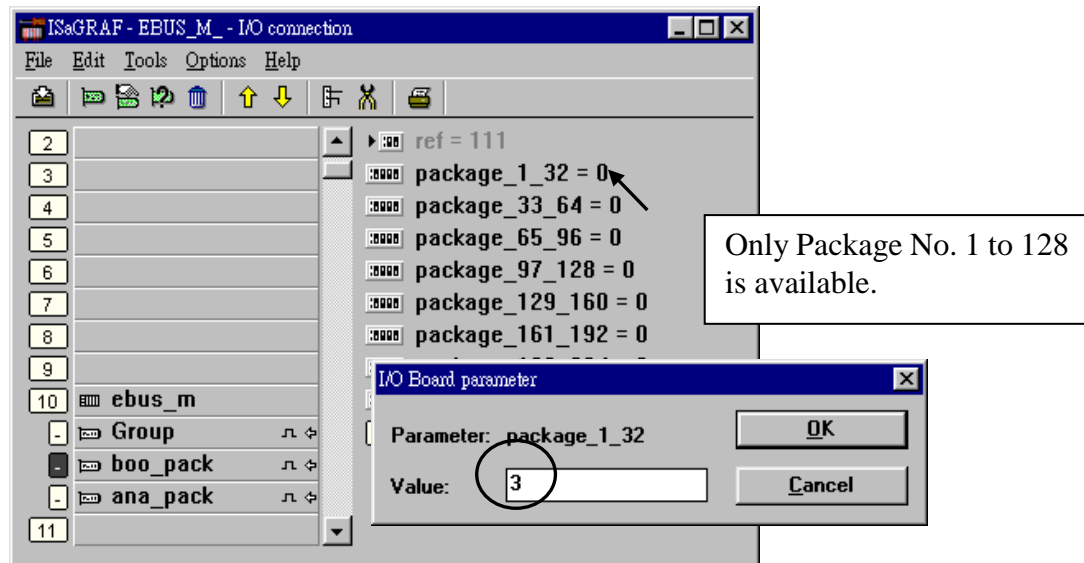 ISaGRAF - EBUS_M_ - I/O connection
File Edit Tools Options Help
2
3
4
5
6
7
8
9
10 ebus_m
- Group
- boo_pack
- ana_pack
11
ref = 111
package_1_32 = 0
package_33_64 = 0
package_65_96 = 0
package_97_128 = 0
package_129_160 = 0
package_161_192 = 0
Only Package No. 1 to 128
is available.
I/O Board parameter
Parameter: package_1_32
Value: 3
OK
Cancel